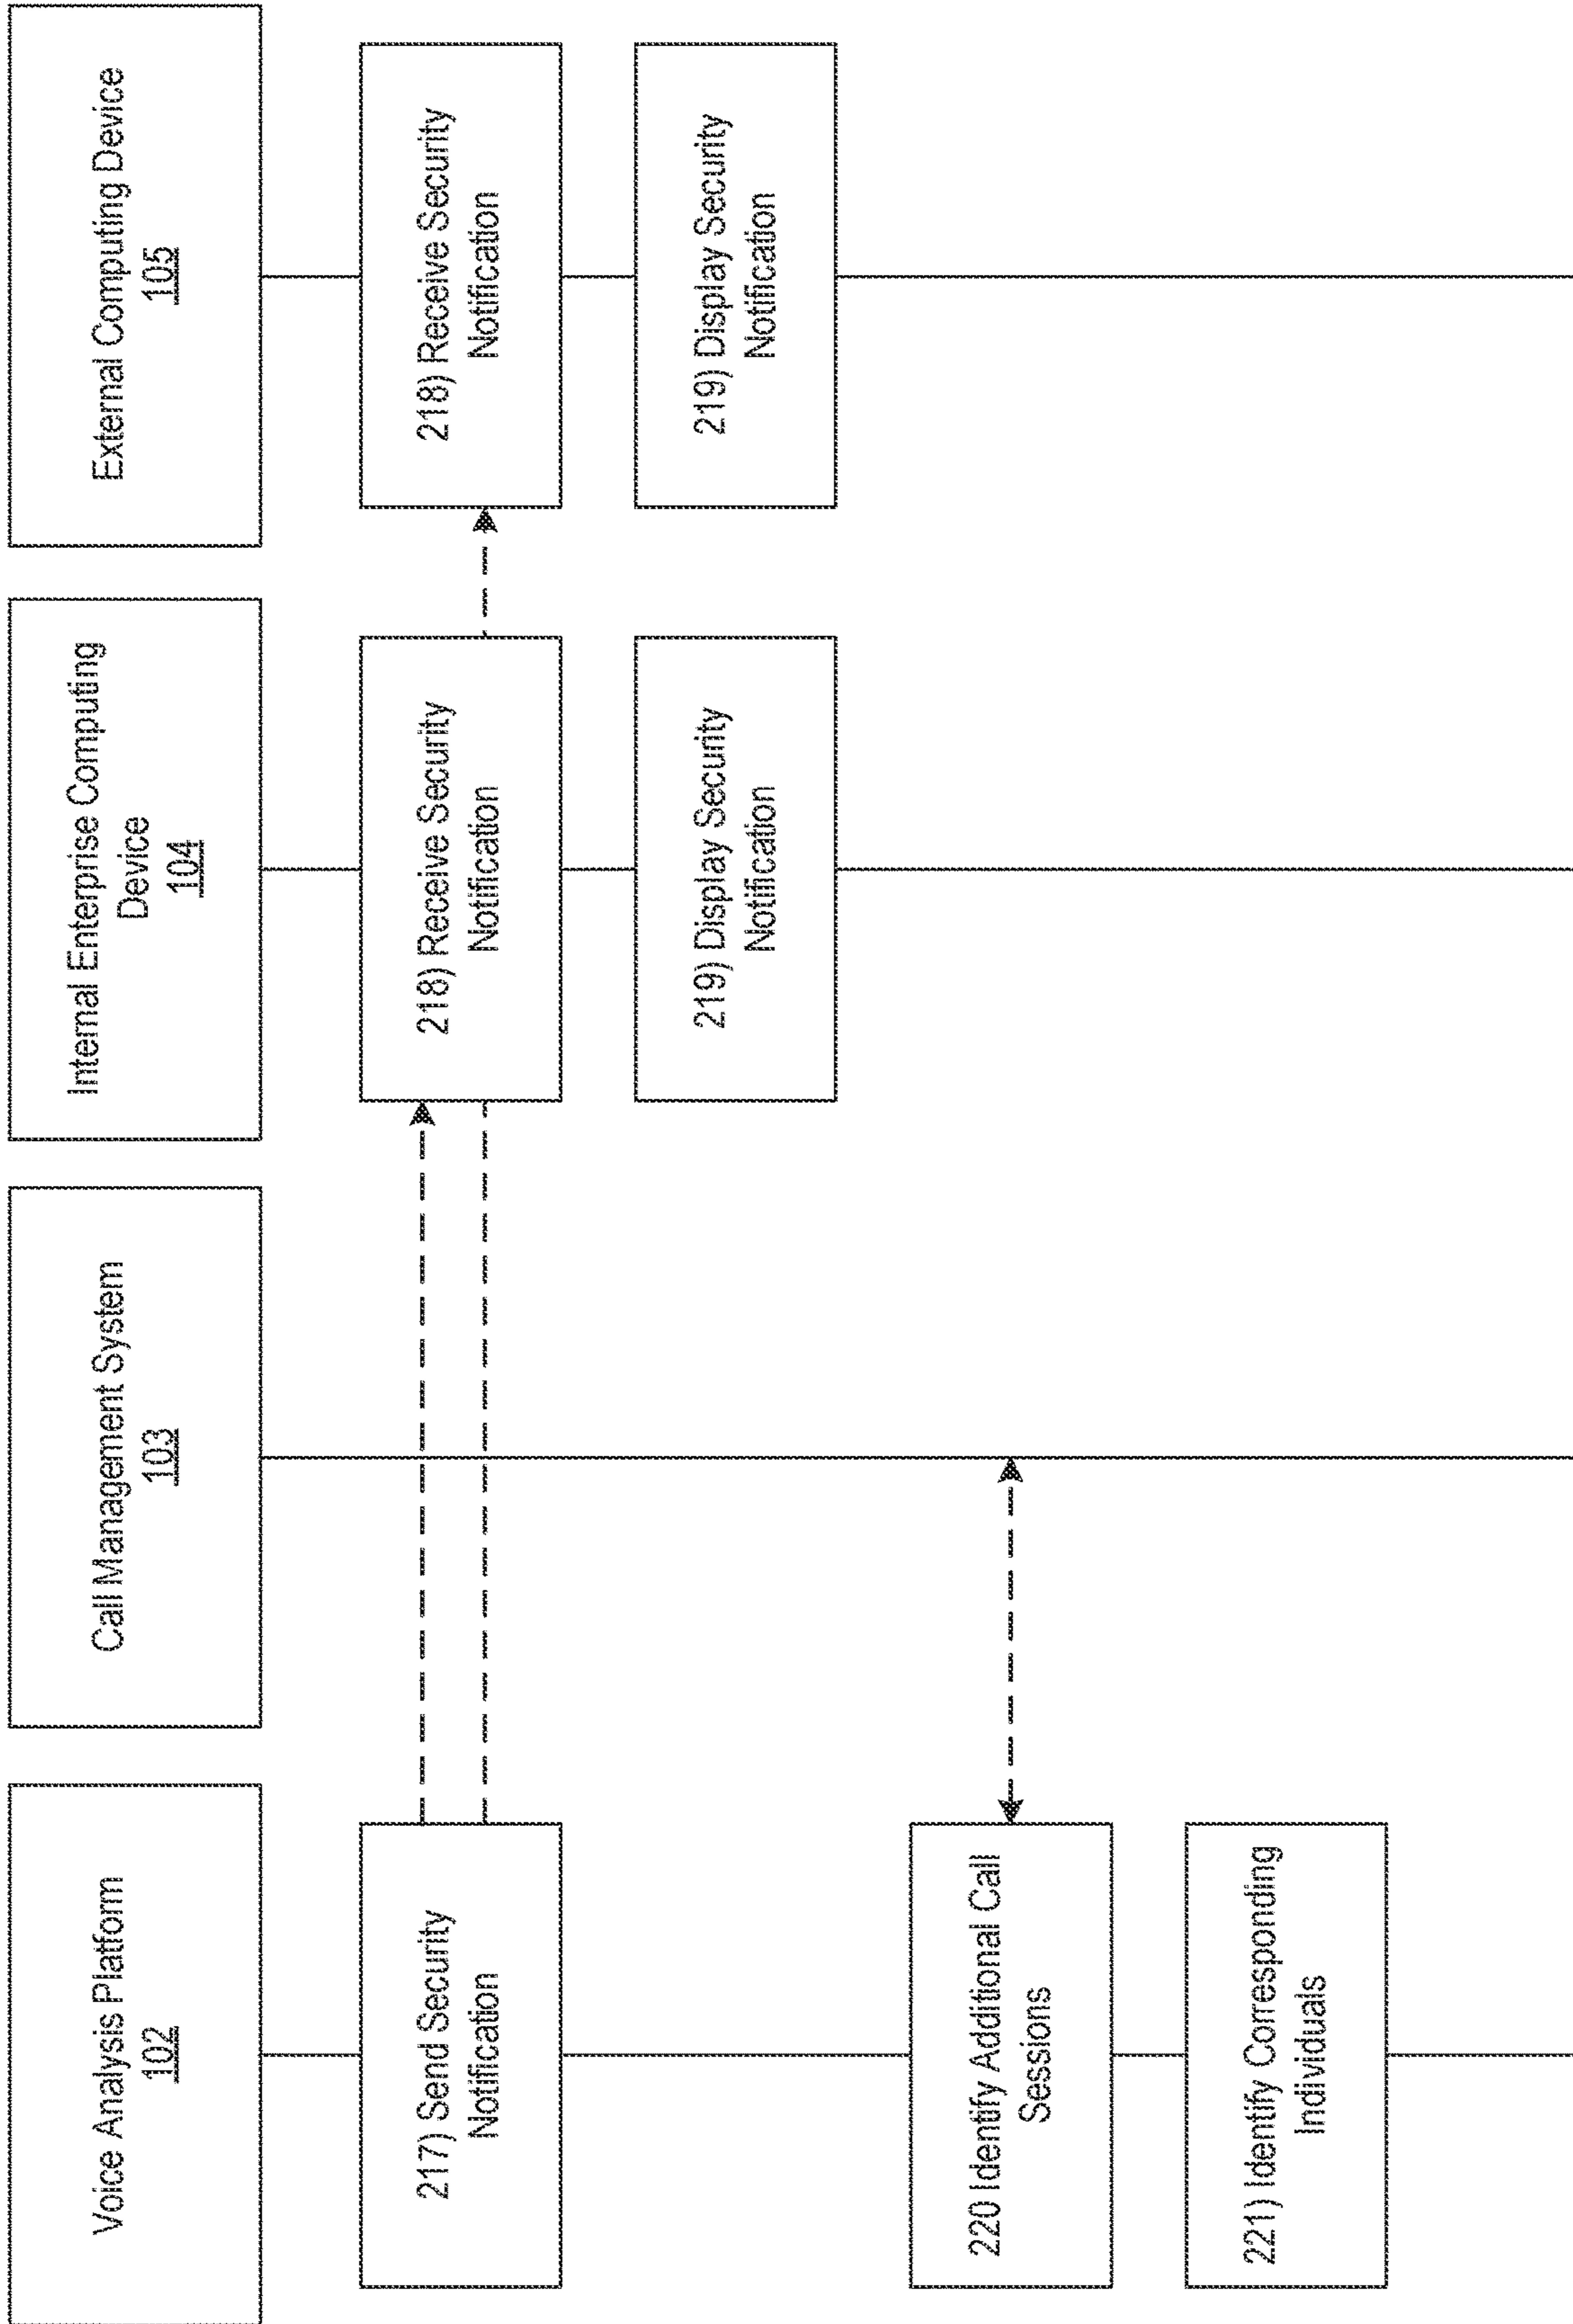 Voice Analysis Platform
102
Call Management System
103
Internal Enterprise Computing
Device
104
External Computing Device
105
217) Send Security
Notification
218) Receive Security
Notification
218) Receive Security
Notification
219) Display Security
Notification
219) Display Security
Notification
220 Identify Additional Call
Sessions
221) Identify Corresponding
Individuals